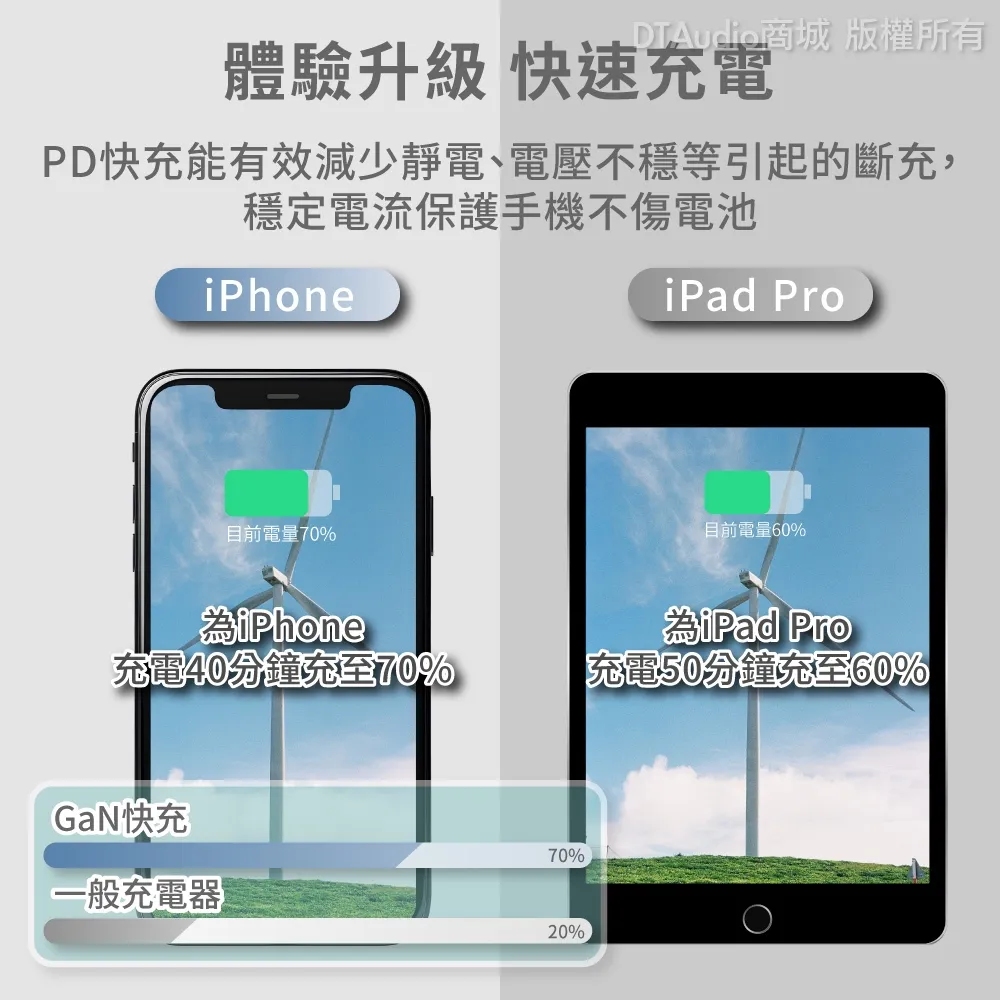 DTAudio商城 版權所有
體驗升級 快速充電
PD快充能有效減少靜電、電壓不穩等引起的斷充，
穩定電流保護手機不傷電池
iPhone
iPad Pro
目前電量70%
目前電量60%
為iPhone
充電40分鐘充至70%
為iPad Pro
充電50分鐘充至60%
GaN快充
70%
一般充電器
20%